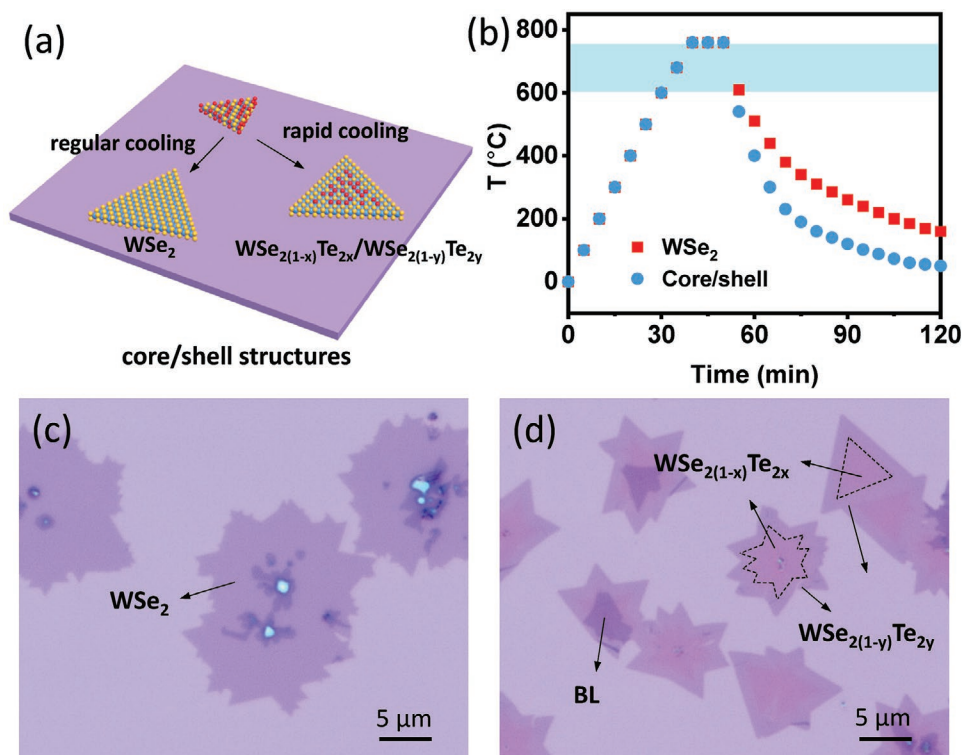 (a)
regular cooling
rapid cooling
WSe₂
WSe₂₍₁₋ₓ₎Te₂ₓ/WSe₂₍₁₋ᵧ₎Te₂ᵧ
core/shell structures
(b)
T (°C)
800
600
400
200
0
WSe₂
Core/shell
0 30 60 90 120
Time (min)
(c)
WSe₂
5 μm
(d)
WSe₂₍₁₋ₓ₎Te₂ₓ
WSe₂₍₁₋ᵧ₎Te₂ᵧ
BL
5 μm